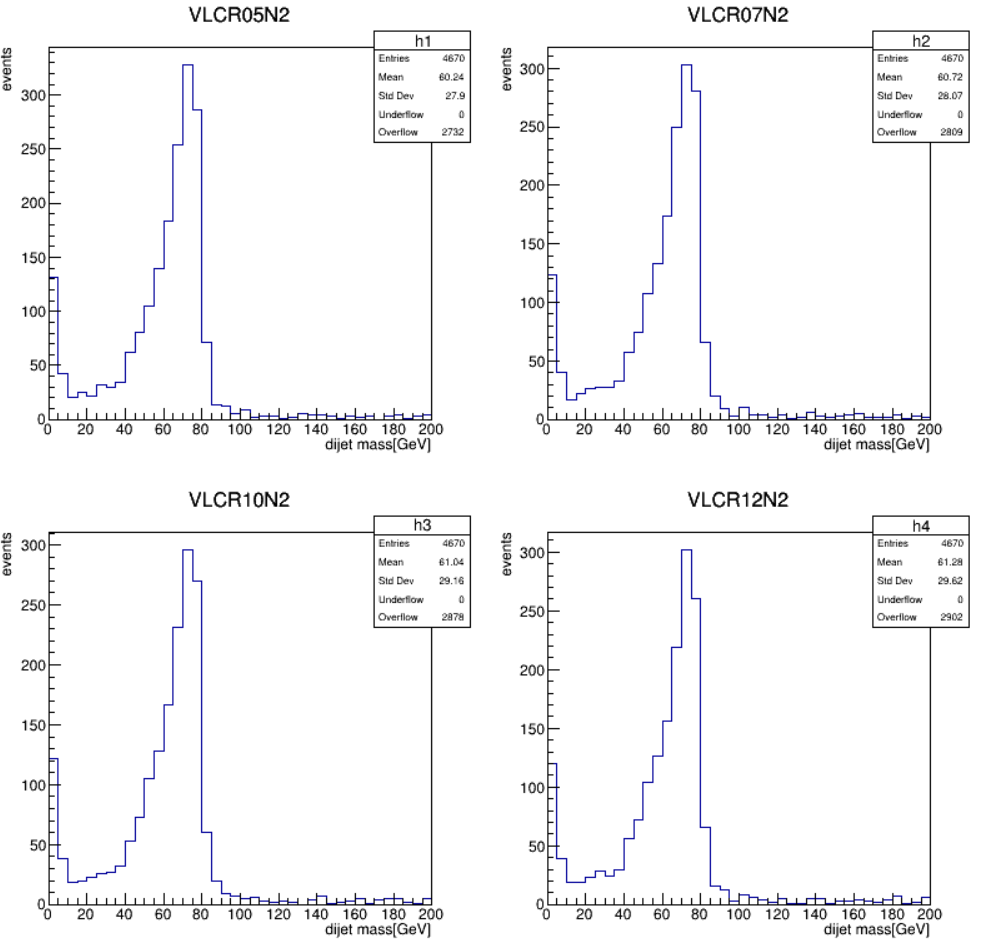 VLCR05N2
events
h1
Entries 4670
Mean 60.24
Std Dev 27.9
Underflow 0
Overflow 2732
300
250
200
150
100
50
0
0 20 40 60 80 100 120 140 160 180 200
dijet mass[GeV]
VLCR07N2
events
h2
Entries 4670
Mean 60.72
Std Dev 28.07
Underflow 0
Overflow 2809
300
250
200
150
100
50
0
0 20 40 60 80 100 120 140 160 180 200
dijet mass[GeV]
VLCR10N2
events
h3
Entries 4670
Mean 61.04
Std Dev 29.16
Underflow 0
Overflow 2878
300
250
200
150
100
50
0
0 20 40 60 80 100 120 140 160 180 200
dijet mass[GeV]
VLCR12N2
events
h4
Entries 4670
Mean 61.28
Std Dev 29.62
Underflow 0
Overflow 2902
300
250
200
150
100
50
0
0 20 40 60 80 100 120 140 160 180 200
dijet mass[GeV]